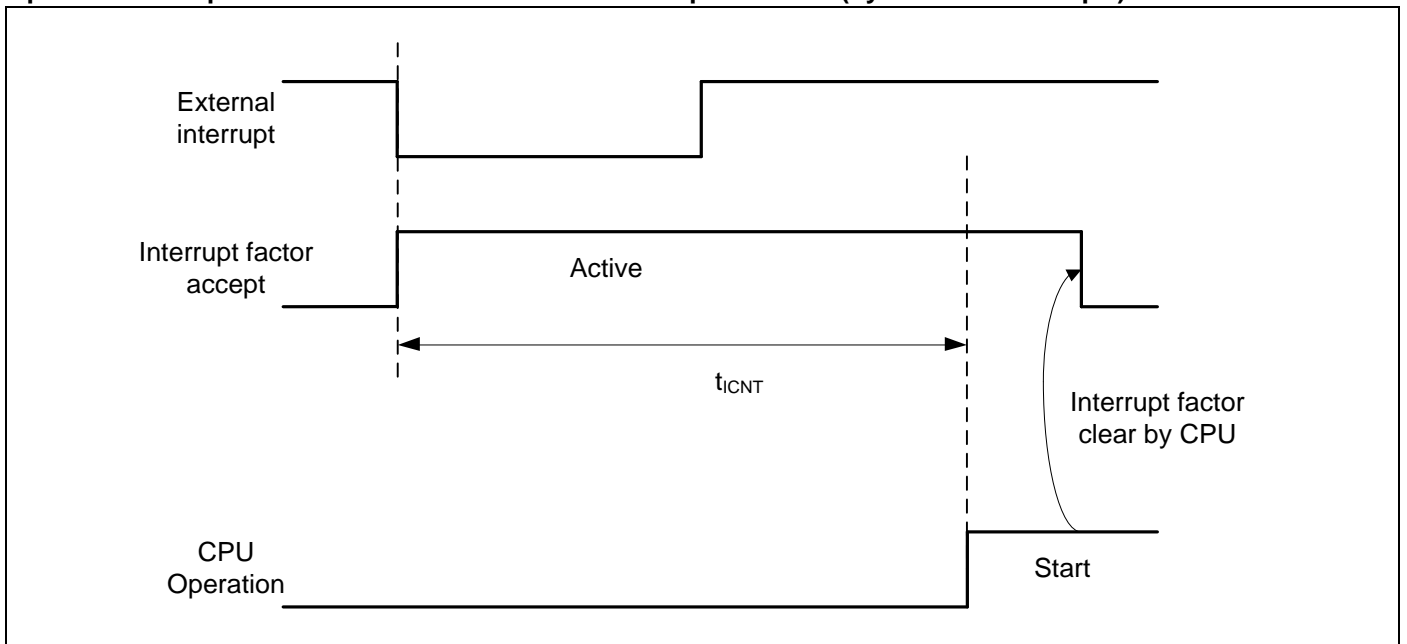 External
interrupt
Interrupt factor
accept
Active
tICNT
Interrupt factor
clear by CPU
CPU
Operation
Start